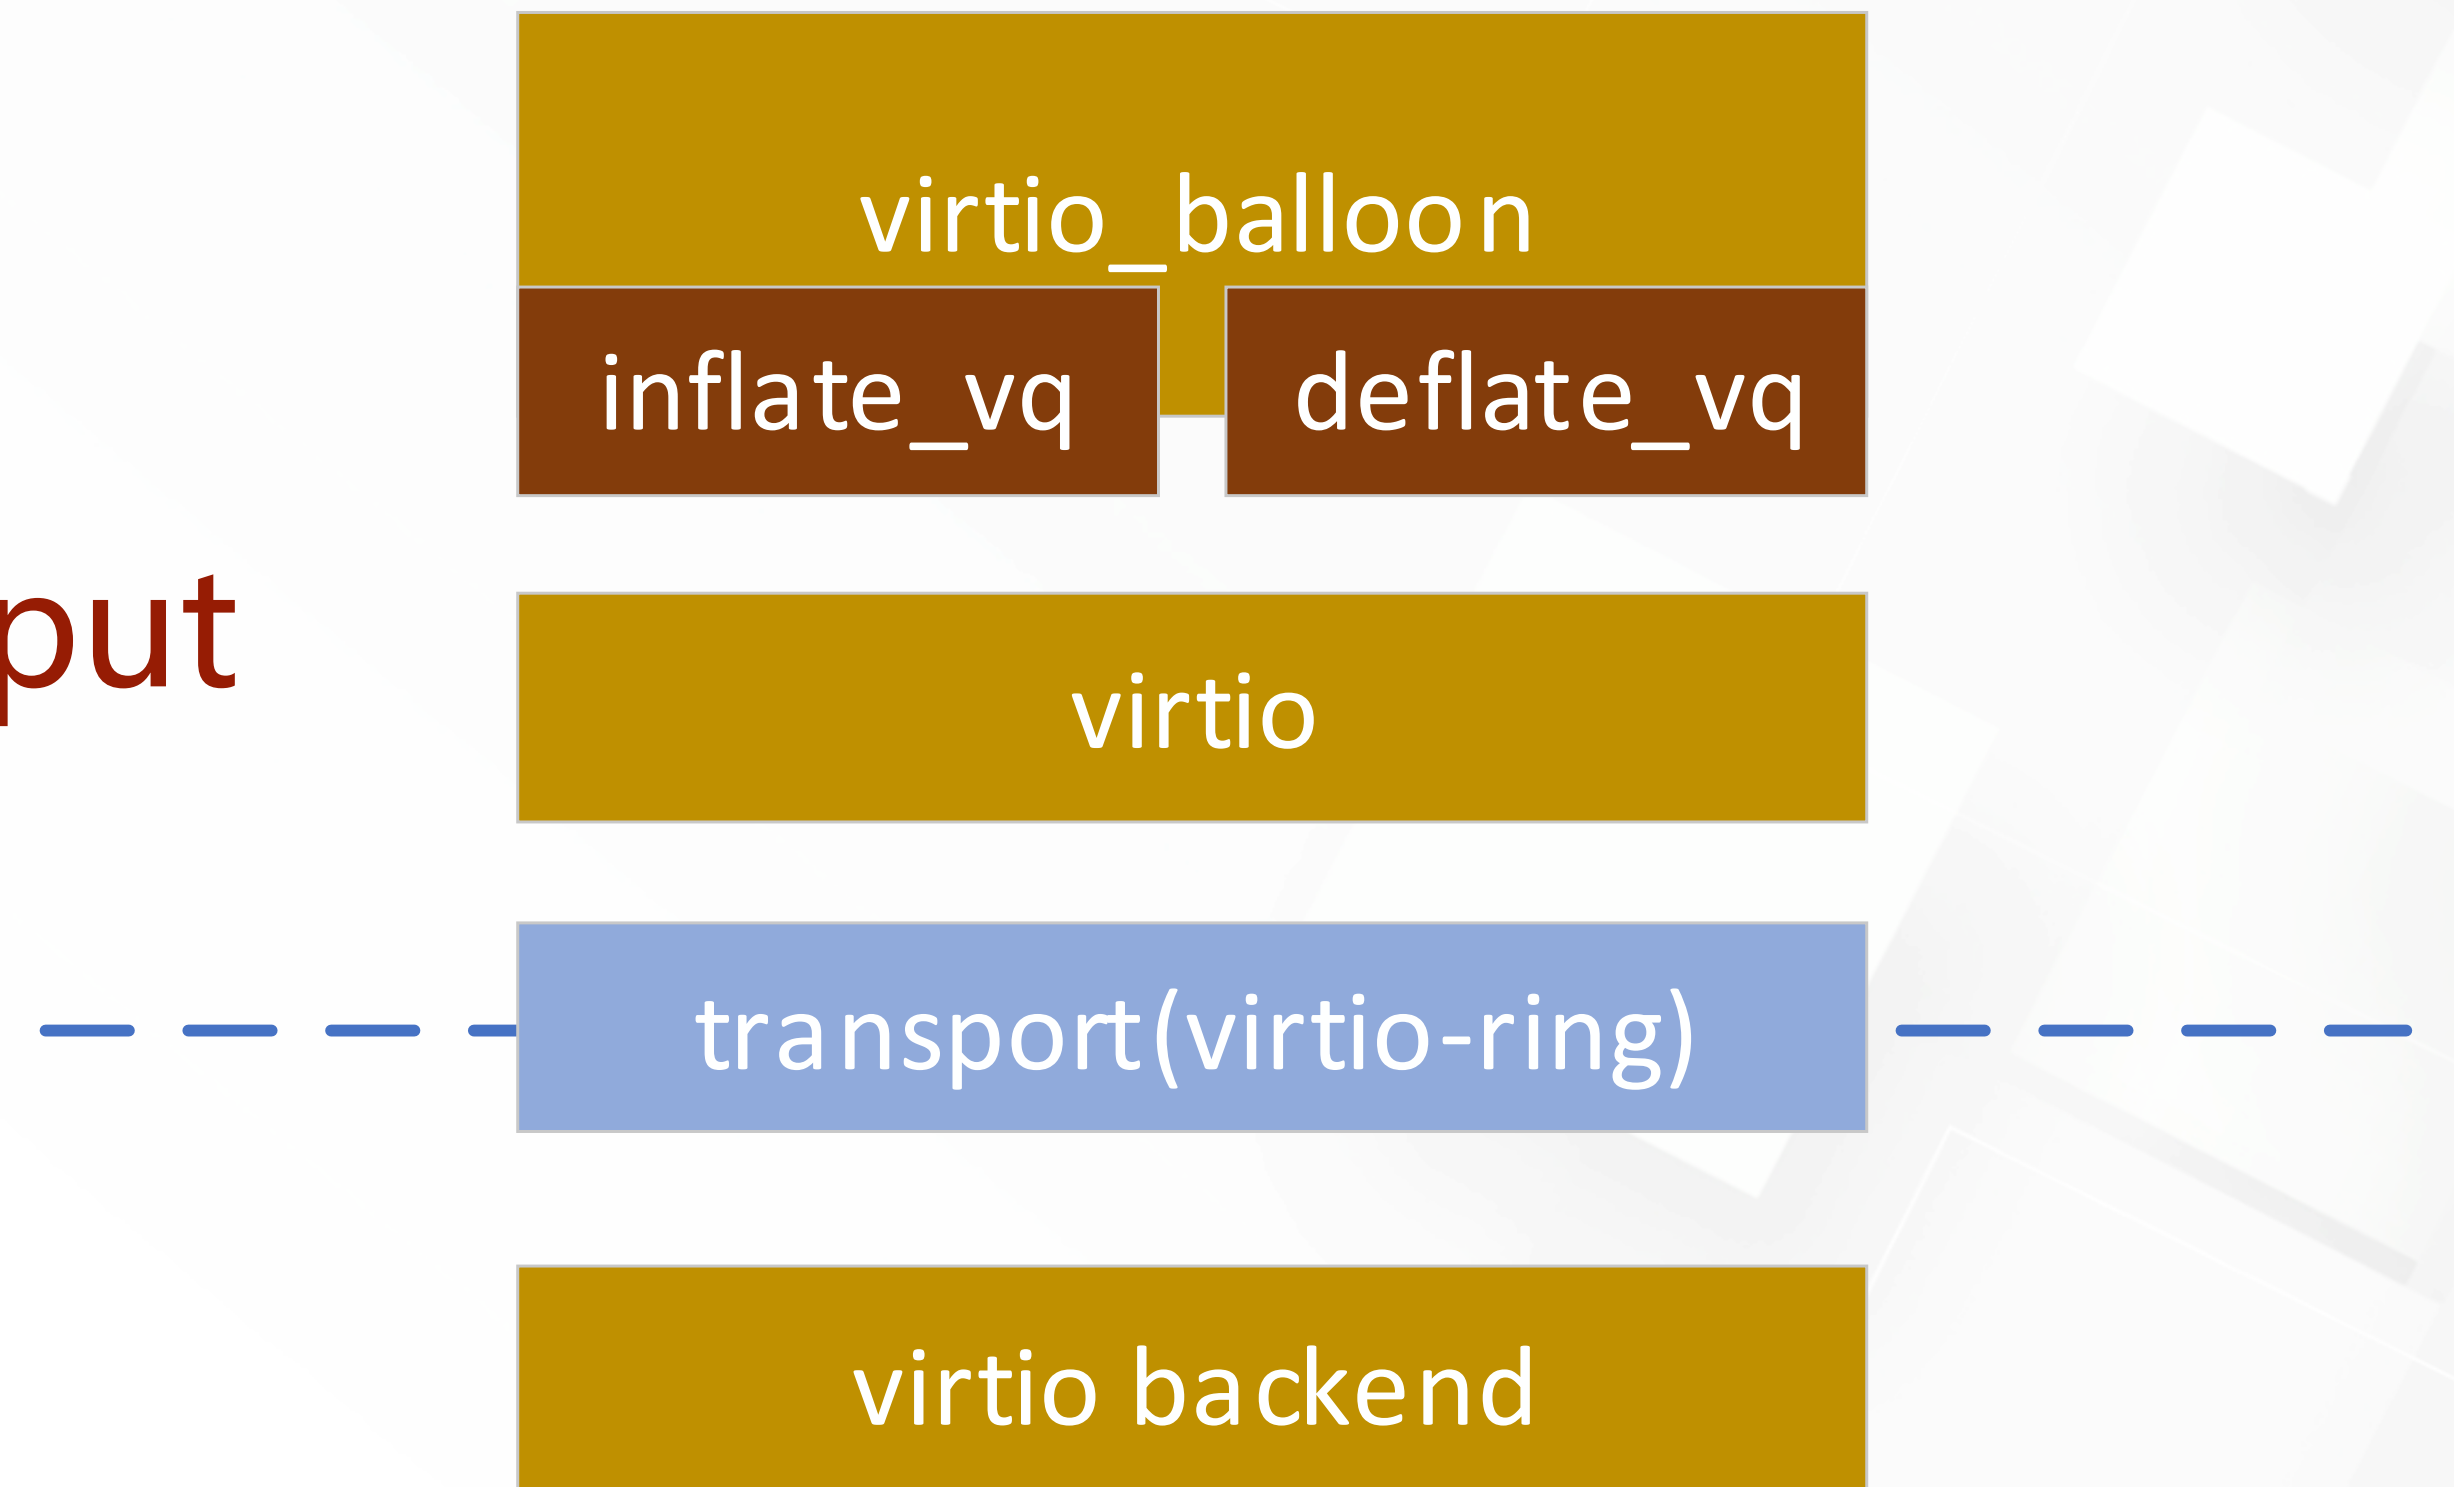 virtio_balloon
inflate_vq
deflate_vq
put
virtio
transport(virtio-ring)
virtio backend